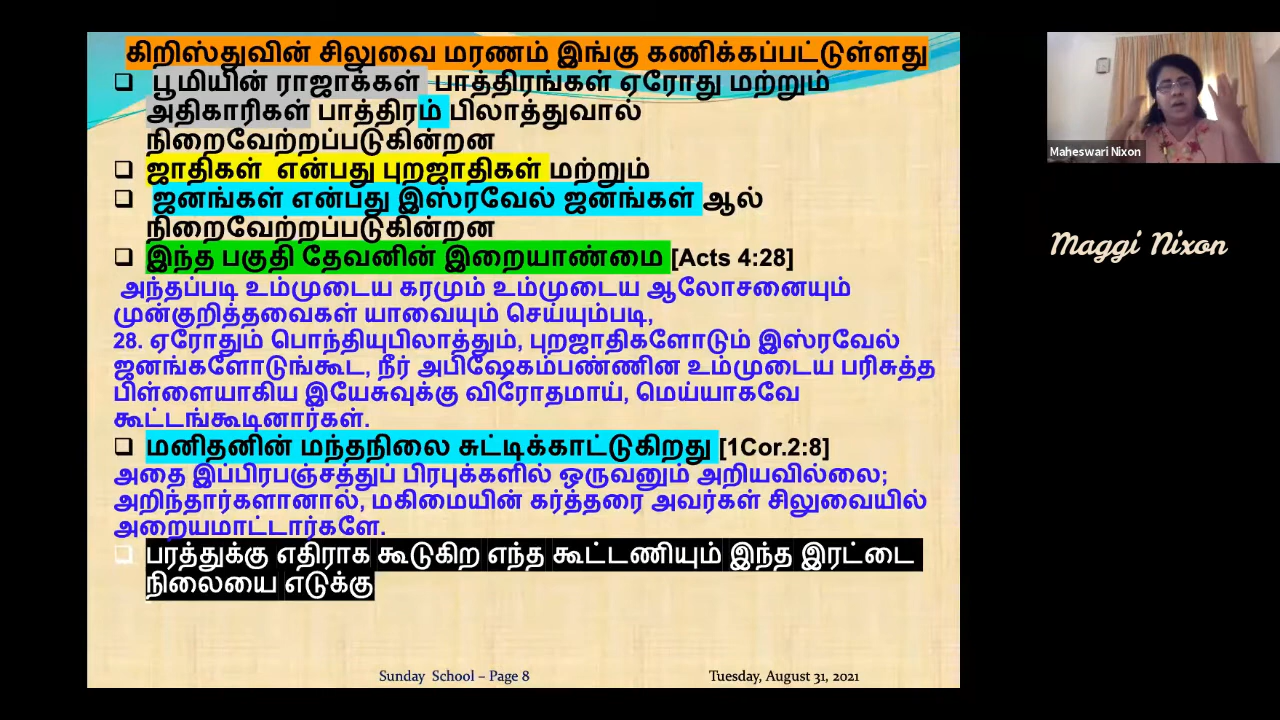 கிறிஸ்துவின் சிலுவை மரணம் இங்கு கணிக்கப்பட்டுள்ளது
❑ பூமியின் ராஜாக்கள் பாத்திரங்கள் ஏரோது மற்றும்
அதிகாரிகள் பாத்திரம் பிலாத்துவால்
நிறைவேற்றப்படுகின்றன
❑ ஜாதிகள் என்பது புறஜாதிகள் மற்றும்
❑ ஜனங்கள் என்பது இஸ்ரவேல் ஜனங்கள் ஆல்
நிறைவேற்றப்படுகின்றன
❑ இந்த பகுதி தேவனின் இறையாண்மை [Acts 4:28]
அந்தப்படி உம்முடைய கரமும் உம்முடைய ஆலோசனையும்
முன்குறித்தவைகள் யாவையும் செய்யும்படி,
28. ஏரோதும் பொந்தியுபிலாத்தும், புறஜாதிகளோடும் இஸ்ரவேல்
ஜனங்களோடுங்கூட, நீர் அபிஷேகம்பண்ணின உம்முடைய பரிசுத்த
பிள்ளையாகிய இயேசுவுக்கு விரோதமாய், மெய்யாகவே
கூட்டங்கூடினார்கள்.
❑ மனிதனின் மந்தநிலை சுட்டிக்காட்டுகிறது [1Cor.2:8]
அதை இப்பிரபஞ்சத்துப் பிரபுக்களில் ஒருவனும் அறியவில்லை;
அறிந்தார்களானால், மகிமையின் கர்த்தரை அவர்கள் சிலுவையில்
அறையமாட்டார்களே.
❑ பரத்துக்கு எதிராக கூடுகிற எந்த கூட்டணியும் இந்த இரட்டை
நிலையை எடுக்கு
Sunday School – Page 8
Tuesday, August 31, 2021
Maheswari Nixon
Maggi Nixon